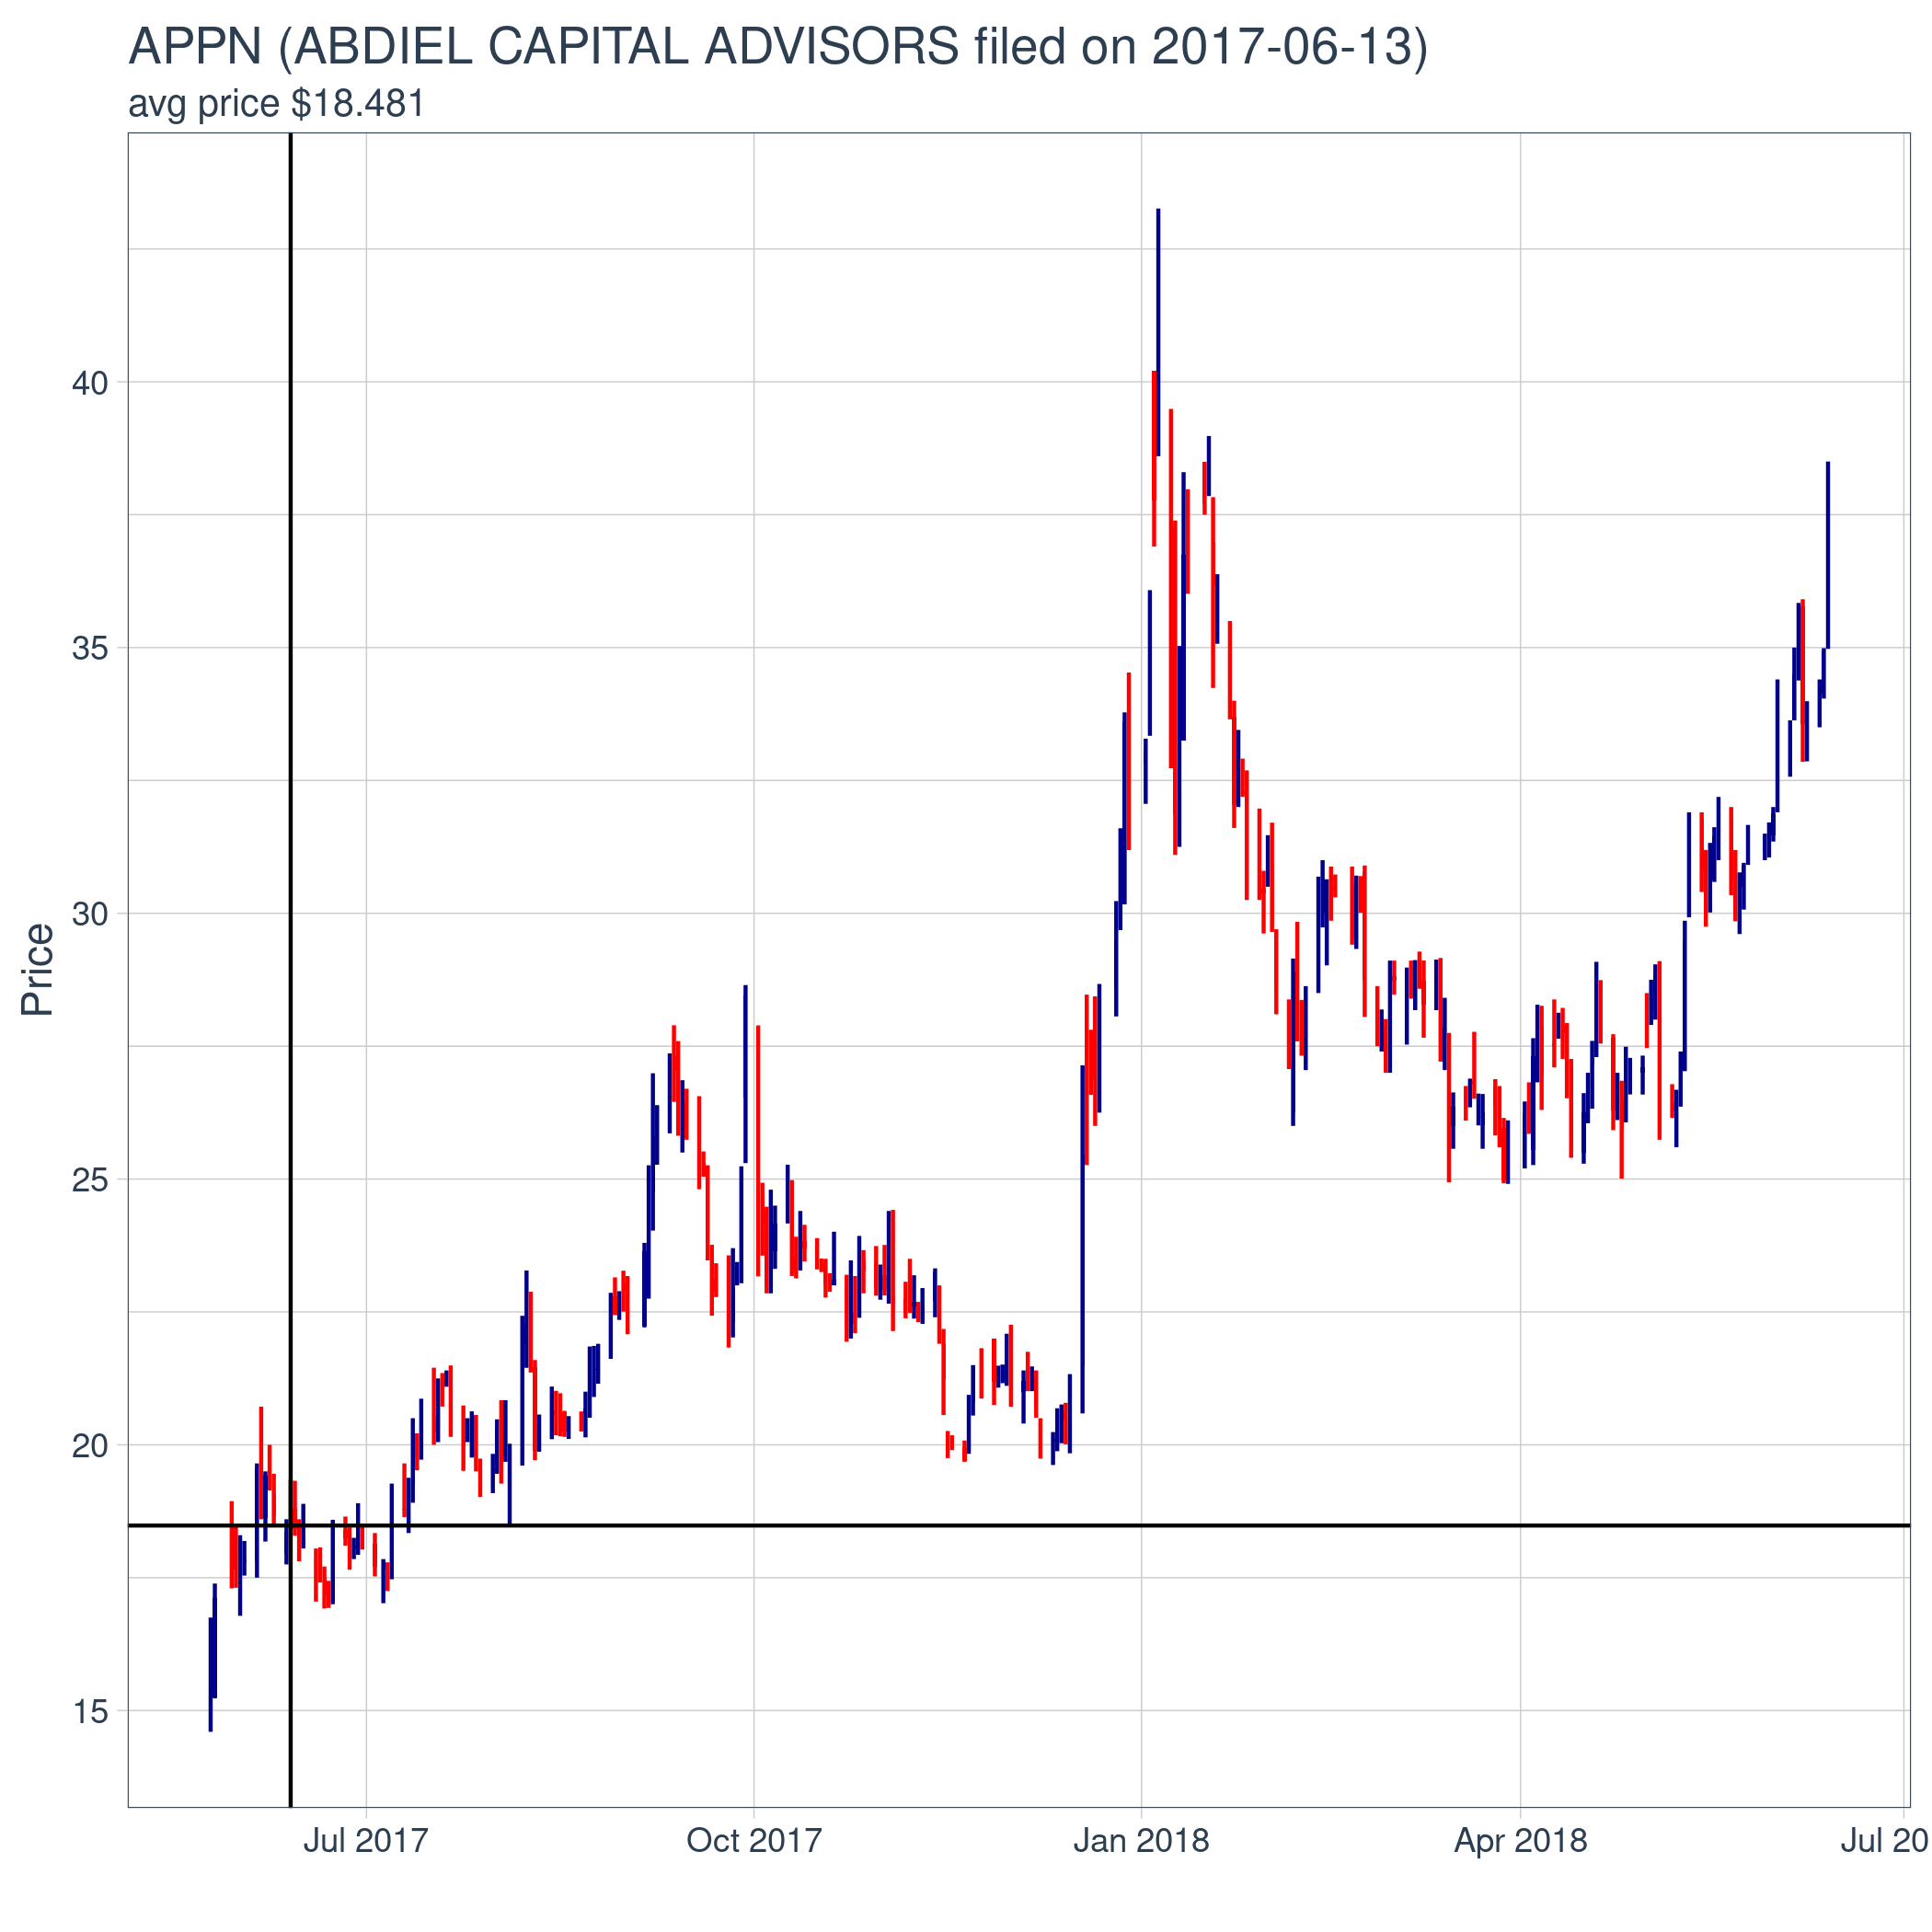 APPN (ABDIEL CAPITAL ADVISORS filed on 2017-06-13)
avg price $18.481
40
35
30
25
20
15
Price
Jul 2017
Oct 2017
Jan 2018
Apr 2018
Jul 20